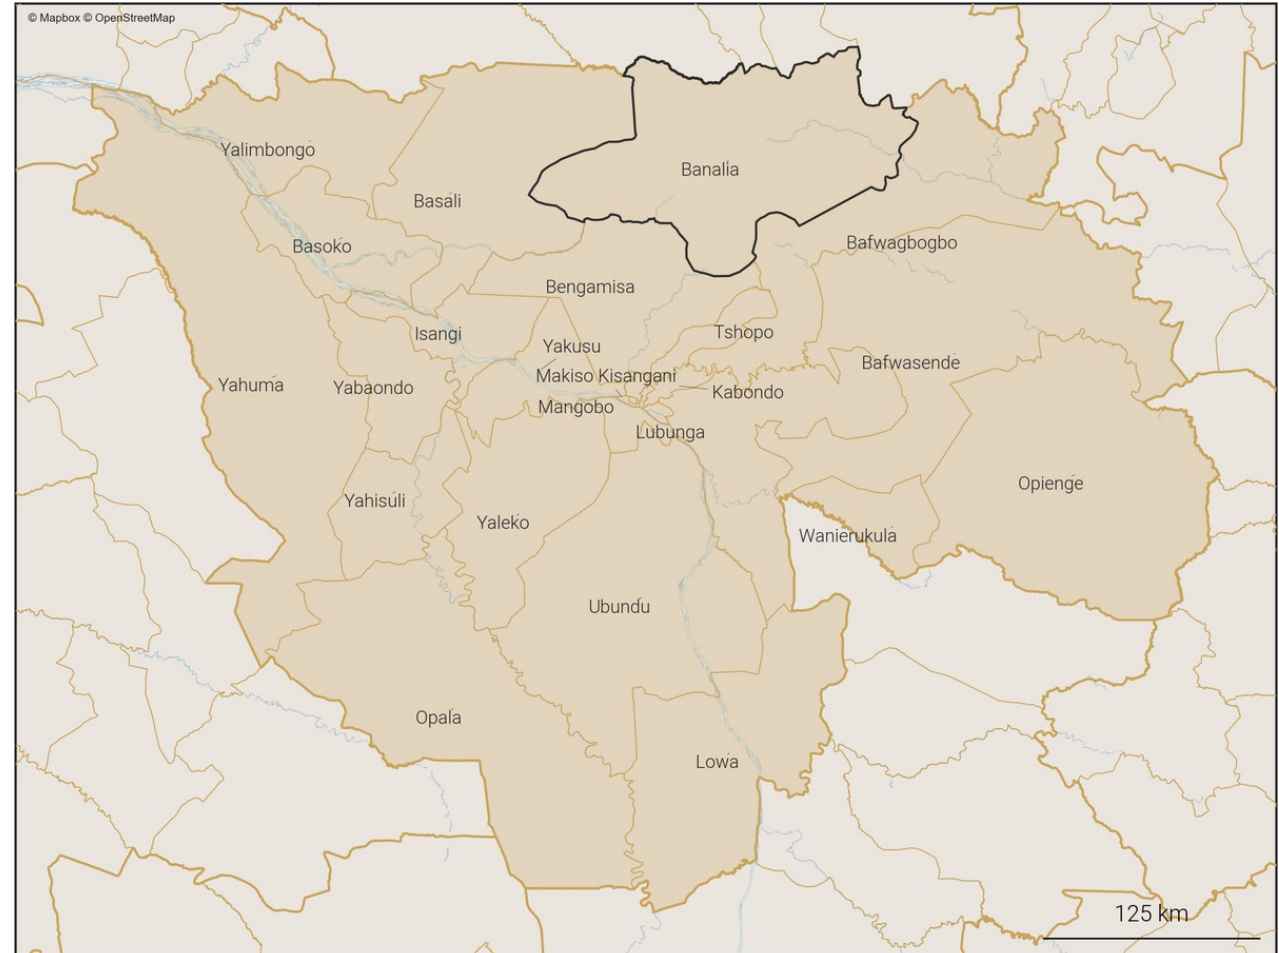 © Mapbox © OpenStreetMap
Yalimbongo
Banalia
Basali
Basoko
Bafwagbogbo
Bengamisa
Isangi
Tshopo
Yakusu
Bafwasende
Makiso Kisangani
Yahuma
Yabaondo
Kabondo
Mangobo
Lubunga
Opienge
Yahisuli
Yaleko
Wanierukula
Ubundu
Opala
Lowa
125 km